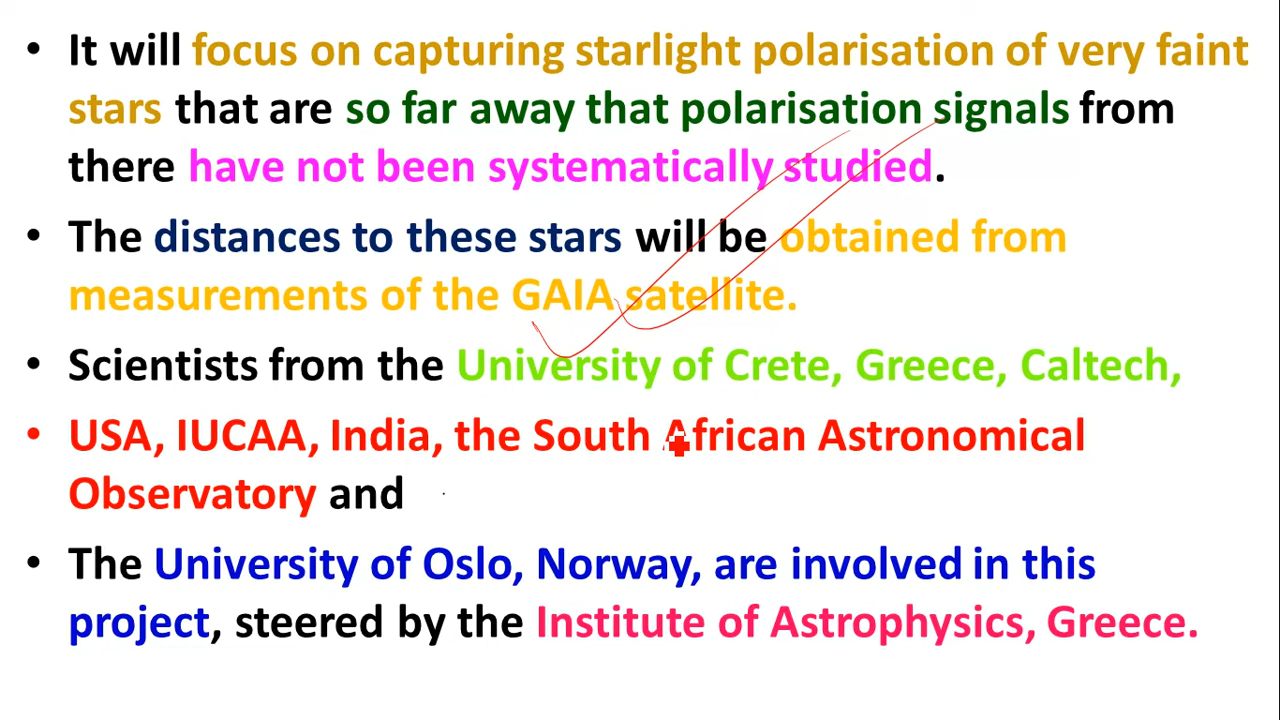 • It will focus on capturing starlight polarisation of very faint
stars that are so far away that polarisation signals from
there have not been systematically studied.
• The distances to these stars will be obtained from
measurements of the GAIA satellite.
• Scientists from the University of Crete, Greece, Caltech,
• USA, IUCAA, India, the South African Astronomical
Observatory and
• The University of Oslo, Norway, are involved in this
project, steered by the Institute of Astrophysics, Greece.